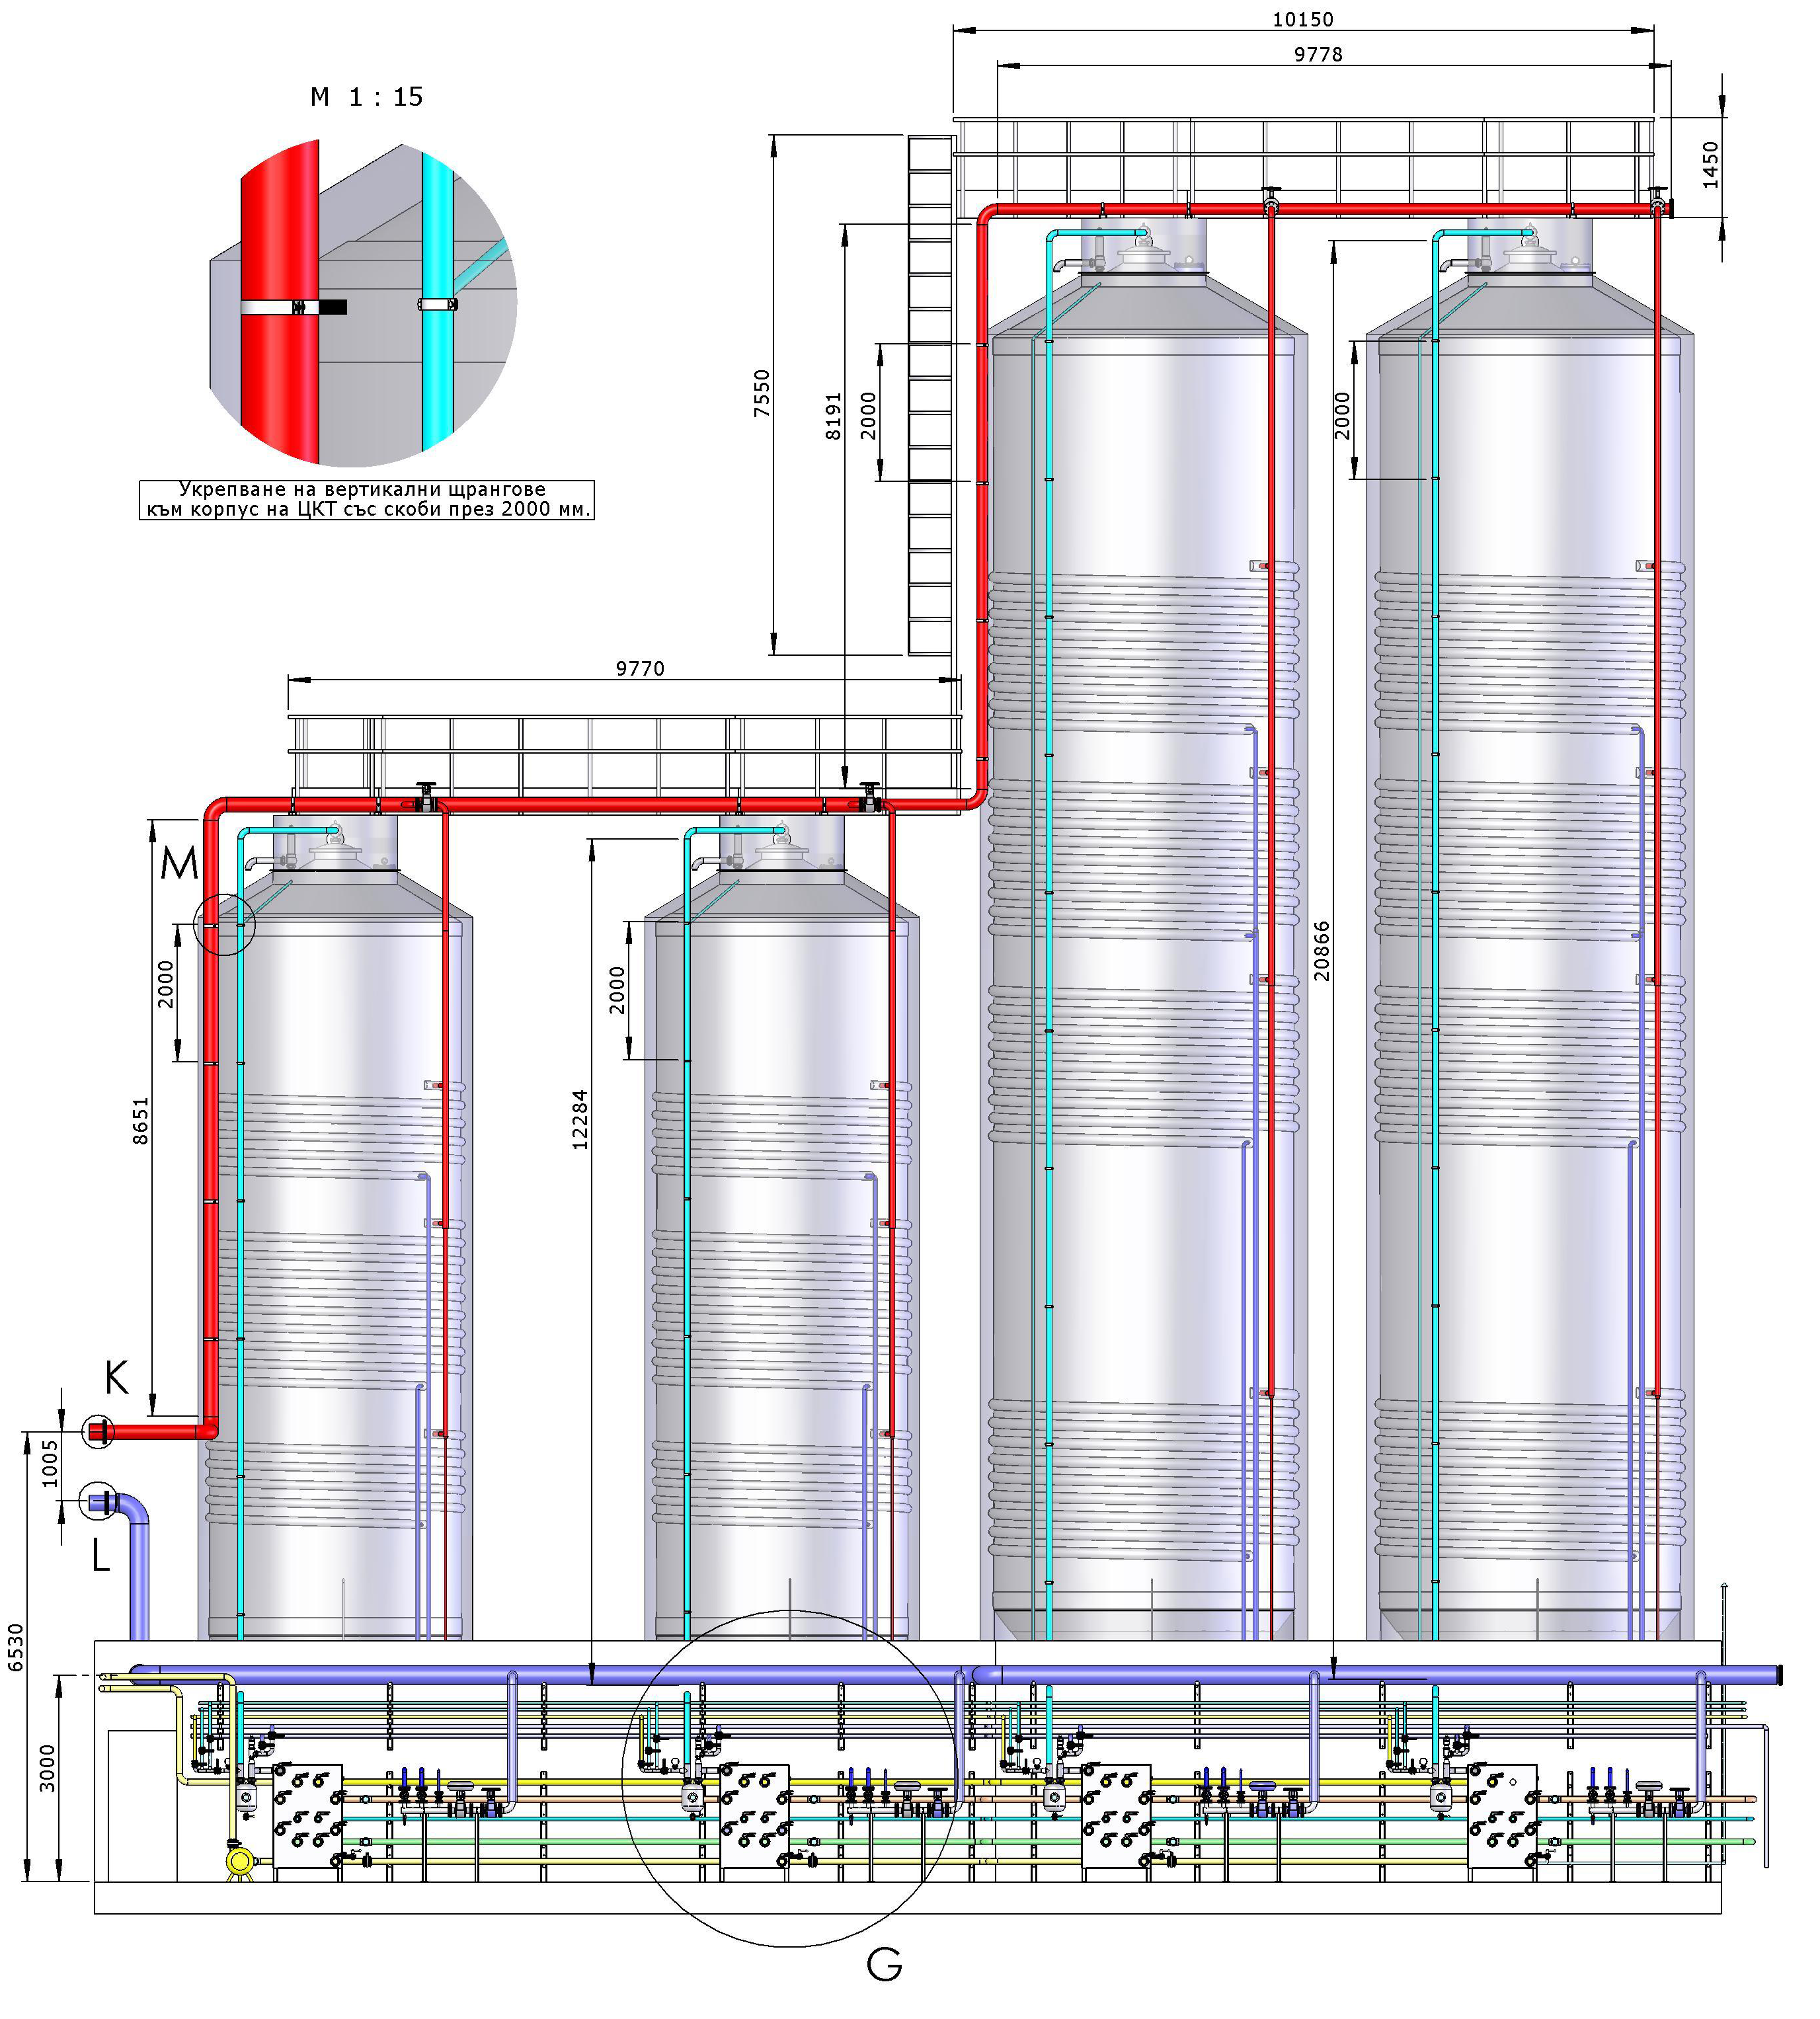 10150
9778
M 1 : 15
1450
7550
8191
2000
2000
Укрепване на вертикални щрангове
към корпус на ЦКТ със скоби през 2000 мм.
9770
M
20866
2000
2000
8651
12284
K
1005
L
6530
3000
G